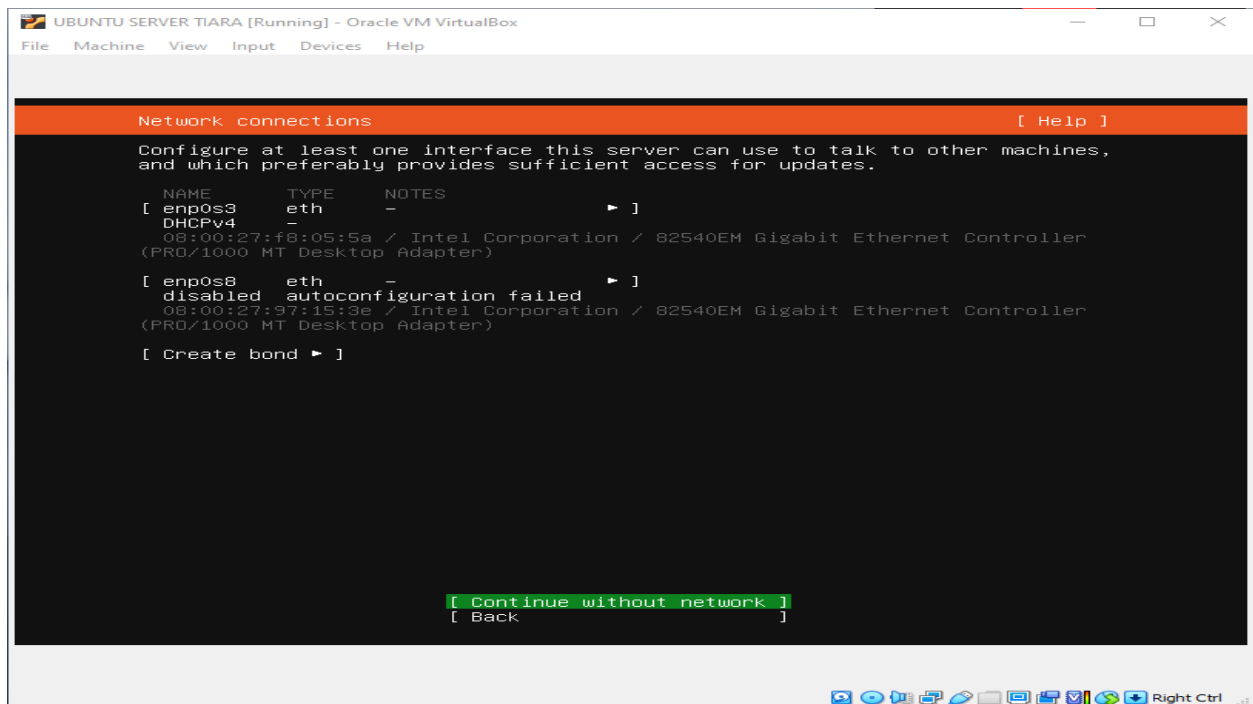 UBUNTU SERVER TIARA [Running] - Oracle VM VirtualBox
File Machine View Input Devices Help
Network connections [ Help ]
Configure at least one interface this server can use to talk to other machines,
and which preferably provides sufficient access for updates.
NAME TYPE NOTES
[ enp0s3 eth - ▸ ]
DHCPv4 -
08:00:27:f8:05:5a / Intel Corporation / 82540EM Gigabit Ethernet Controller
(PRO/1000 MT Desktop Adapter)
[ enp0s8 eth - ▸ ]
disabled autoconfiguration failed
08:00:27:97:15:3e / Intel Corporation / 82540EM Gigabit Ethernet Controller
(PRO/1000 MT Desktop Adapter)
[ Create bond ▸ ]
[ Continue without network ]
[ Back ]
Right Ctrl